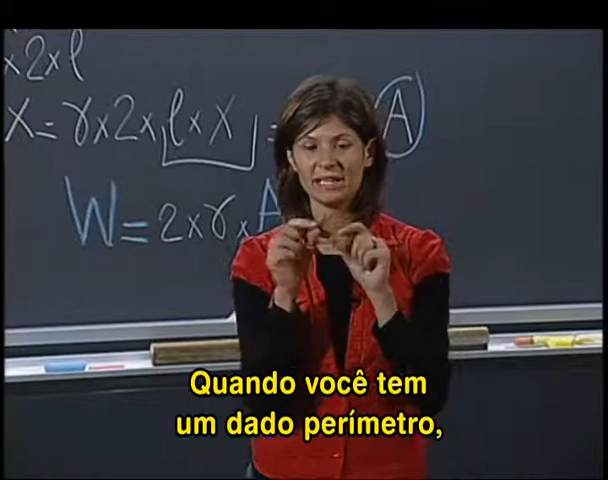 x2xl
X=γx2xlxX= A
W=2xγxA
Quando você tem
um dado perímetro,